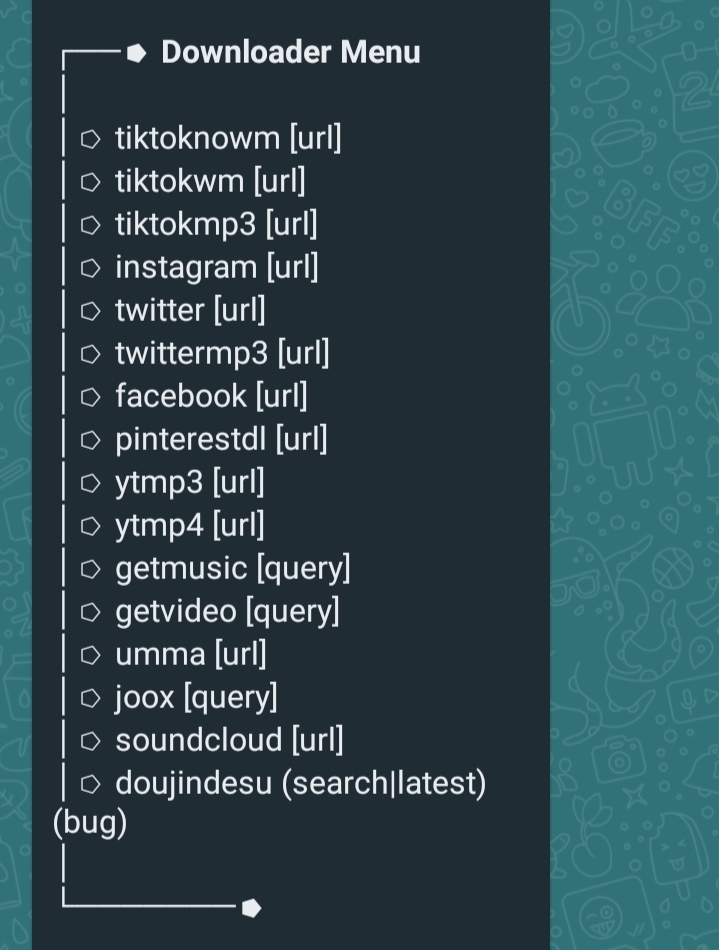 Downloader Menu
tiktoknowm [url]
tiktokwm [url]
tiktokmp3 [url]
instagram [url]
twitter [url]
twittermp3 [url]
facebook [url]
pinterestdl [url]
ytmp3 [url]
ytmp4 [url]
getmusic [query]
getvideo [query]
umma [url]
joox [query]
soundcloud [url]
doujindesu (search|latest)
(bug)